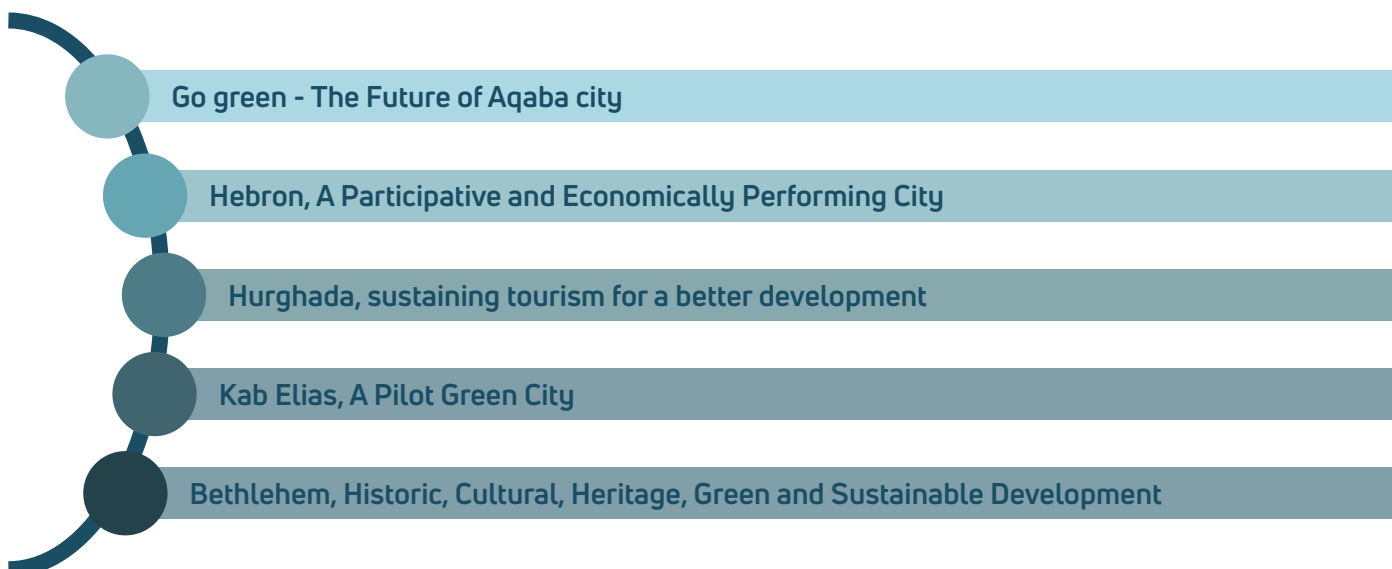 Go green - The Future of Aqaba city
Hebron, A Participative and Economically Performing City
Hurghada, sustaining tourism for a better development
Kab Elias, A Pilot Green City
Bethlehem, Historic, Cultural, Heritage, Green and Sustainable Development